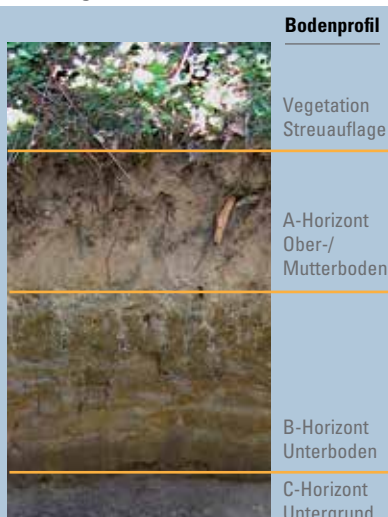 Bodenprofil
Vegetation
Streuauflage
A-Horizont
Ober-/
Mutterboden
B-Horizont
Unterboden
C-Horizont
Untergrund